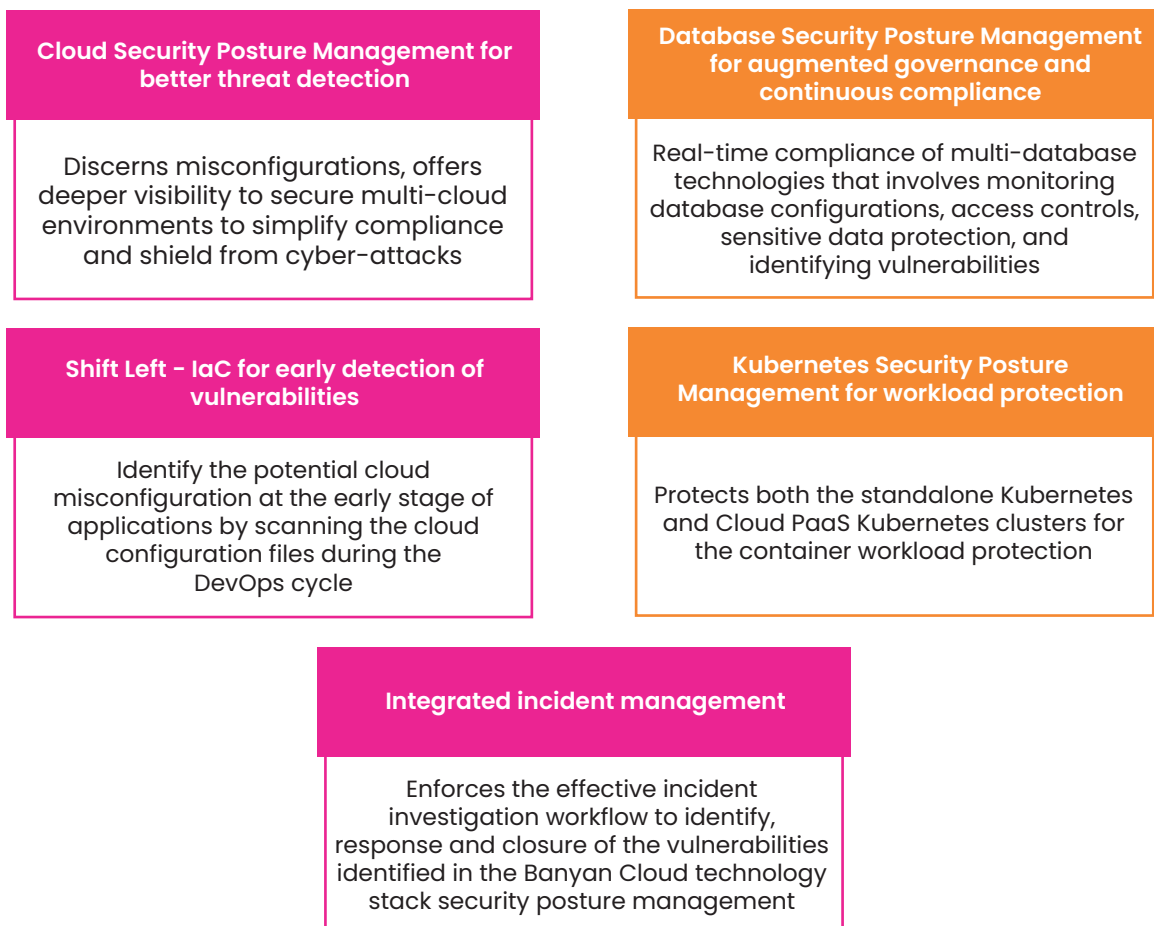 Cloud Security Posture Management for
better threat detection
Discerns misconfigurations, offers
deeper visibility to secure multi-cloud
environments to simplify compliance
and shield from cyber-attacks
Database Security Posture Management
for augmented governance and
continuous compliance
Real-time compliance of multi-database
technologies that involves monitoring
database configurations, access controls,
sensitive data protection, and
identifying vulnerabilities
Shift Left - IaC for early detection of
vulnerabilities
Identify the potential cloud
misconfiguration at the early stage of
applications by scanning the cloud
configuration files during the
DevOps cycle
Kubernetes Security Posture
Management for workload protection
Protects both the standalone Kubernetes
and Cloud PaaS Kubernetes clusters for
the container workload protection
Integrated incident management
Enforces the effective incident
investigation workflow to identify,
response and closure of the vulnerabilities
identified in the Banyan Cloud technology
stack security posture management